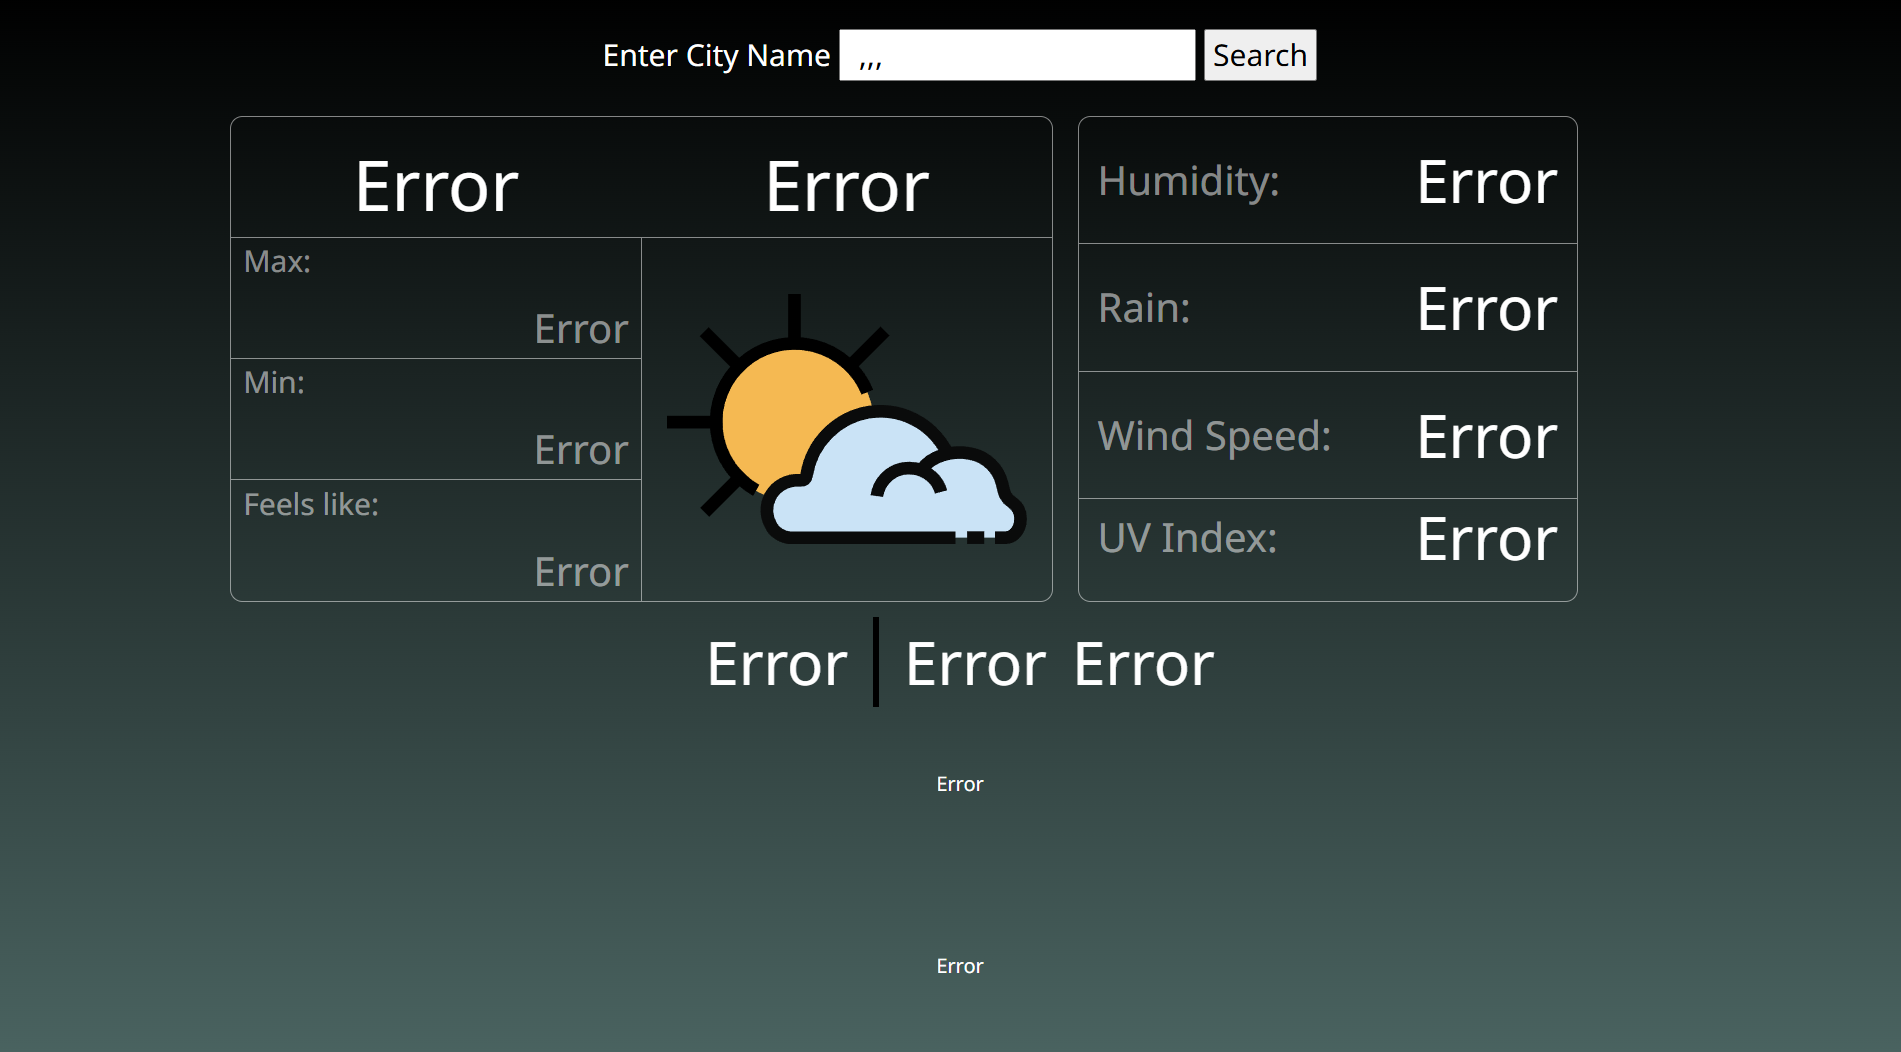 Enter City Name ,,, Search
Error Error
Max:
Error
Min:
Error
Feels like:
Error
Humidity: Error
Rain: Error
Wind Speed: Error
UV Index: Error
Error Error Error
Error
Error